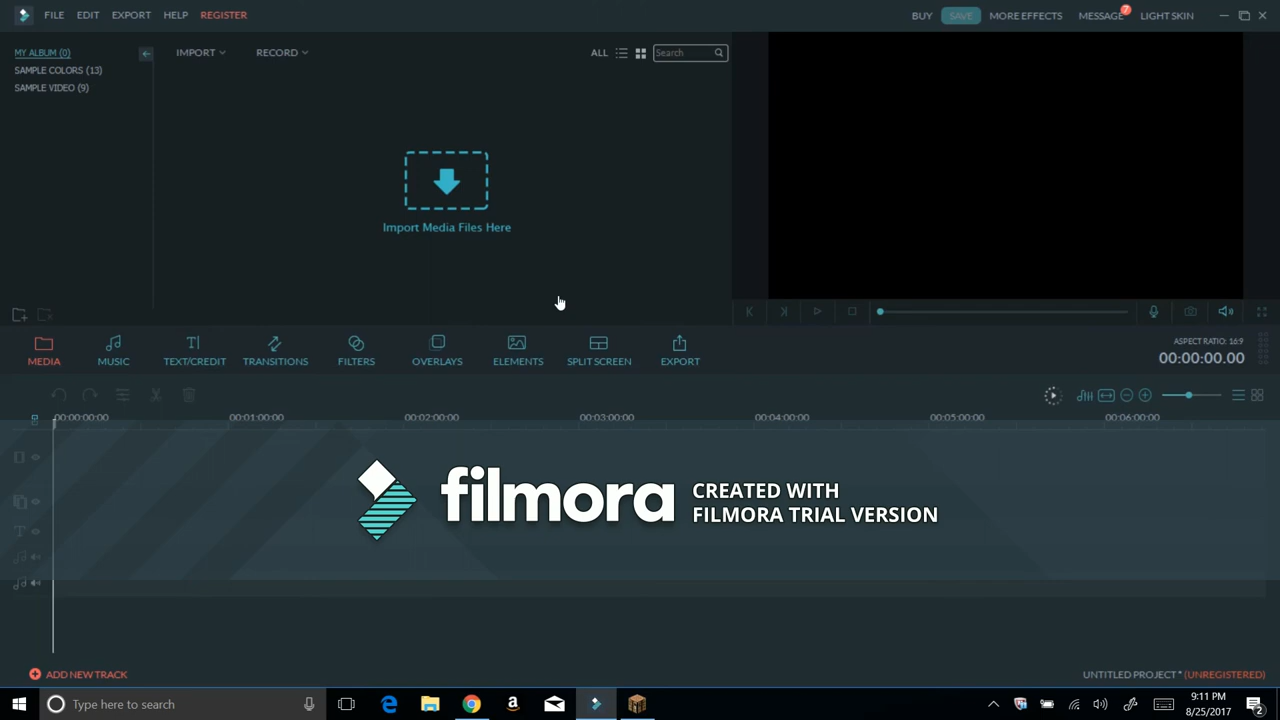 FILE EDIT EXPORT HELP REGISTER BUY SAVE MORE EFFECTS MESSAGE 7 LIGHT SKIN
MY ALBUM (0)
SAMPLE COLORS (13)
SAMPLE VIDEO (9)
IMPORT RECORD ALL Search
Import Media Files Here
MEDIA MUSIC TEXT/CREDIT TRANSITIONS FILTERS OVERLAYS ELEMENTS SPLIT SCREEN EXPORT
ASPECT RATIO: 16:9
00:00:00.00
00:00:00:00 00:01:00:00 00:02:00:00 00:03:00:00 00:04:00:00 00:05:00:00 00:06:00:00
filmora
CREATED WITH
FILMORA TRIAL VERSION
ADD NEW TRACK
UNTITLED PROJECT * (UNREGISTERED)
Type here to search
9:11 PM
8/25/2017
2